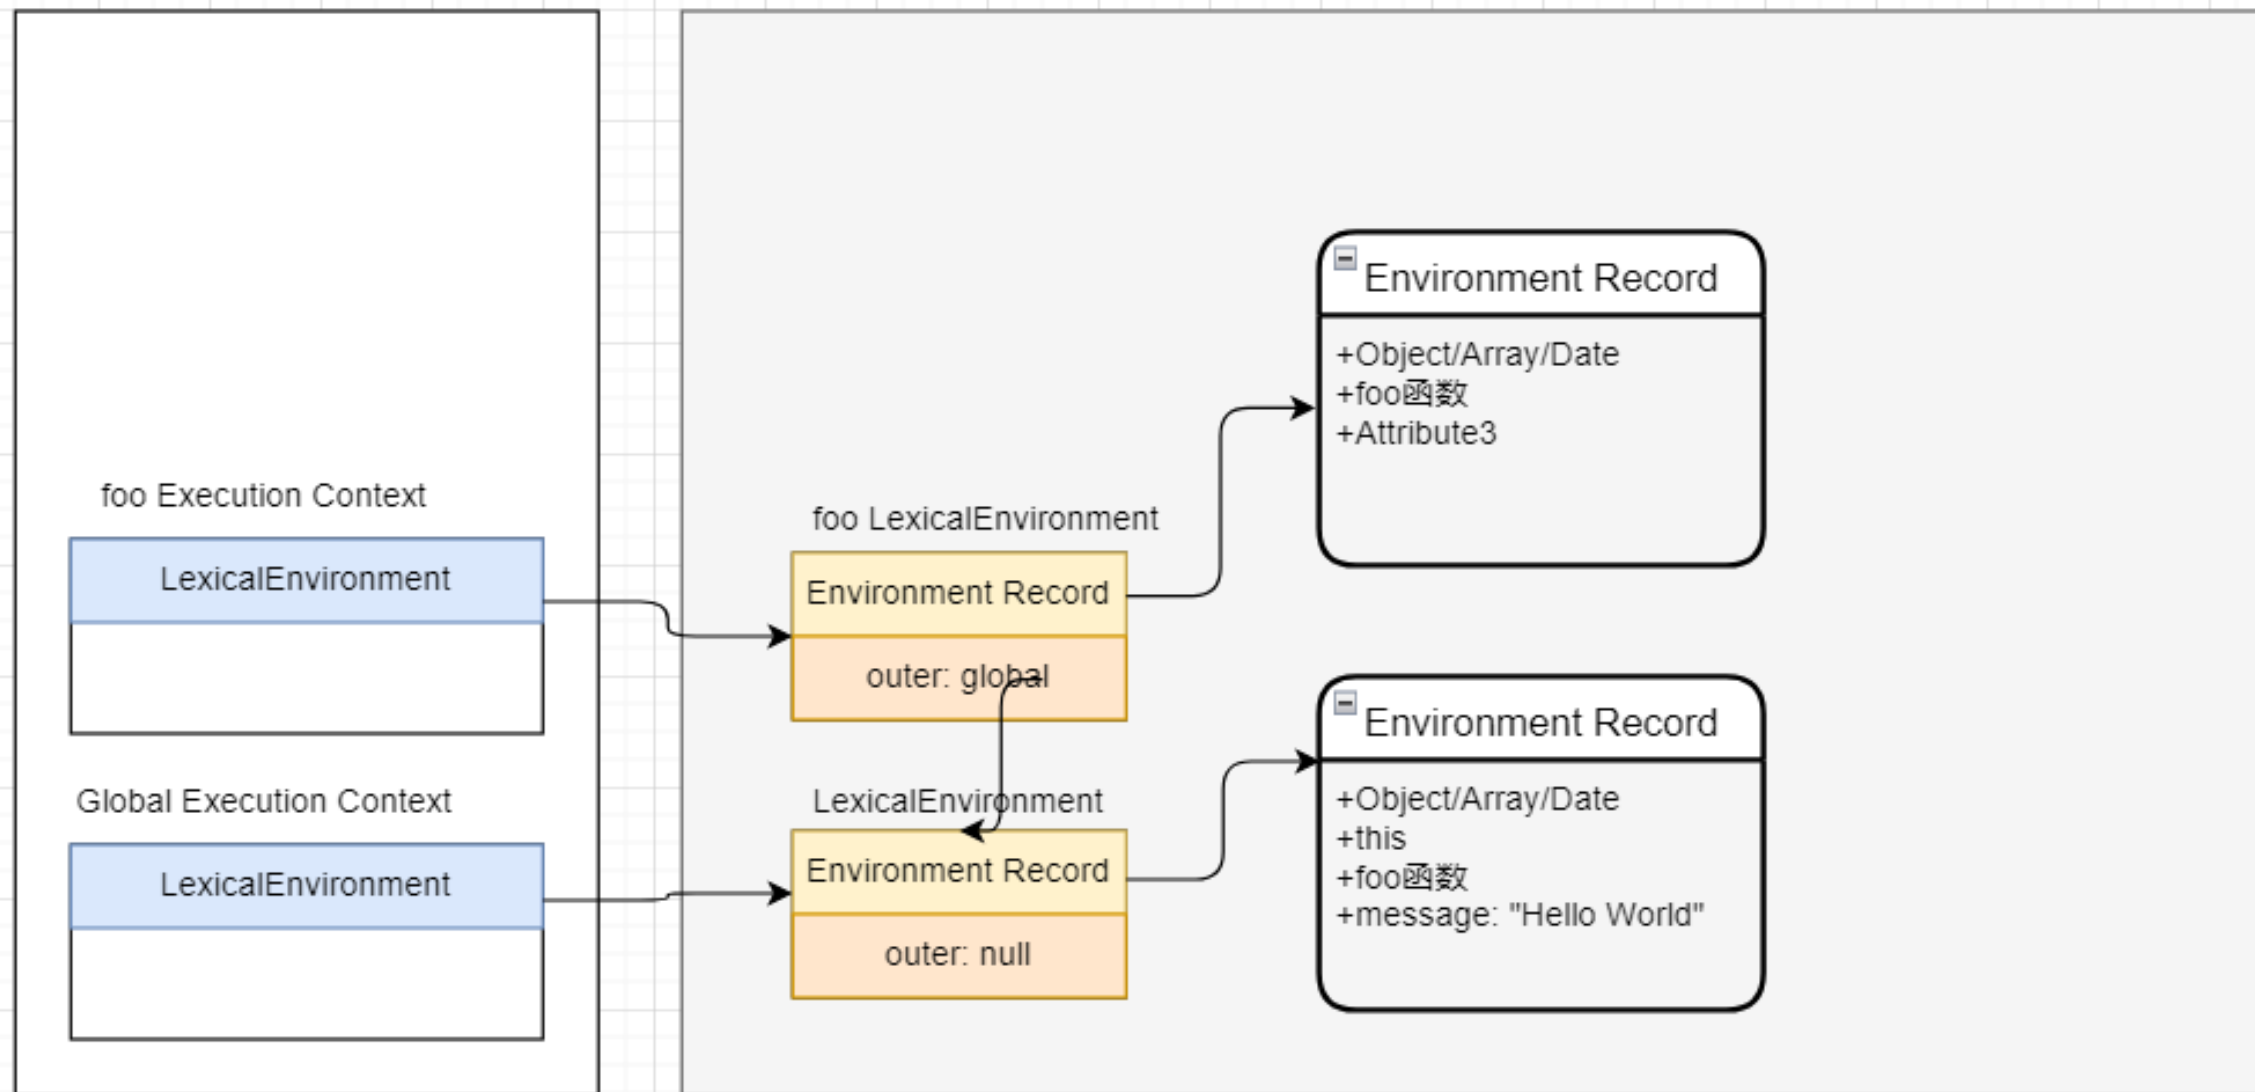 foo Execution Context
LexicalEnvironment
Global Execution Context
LexicalEnvironment
foo LexicalEnvironment
Environment Record
outer: global
LexicalEnvironment
Environment Record
outer: null
Environment Record
+Object/Array/Date
+foo函数
+Attribute3
Environment Record
+Object/Array/Date
+this
+foo函数
+message: "Hello World"